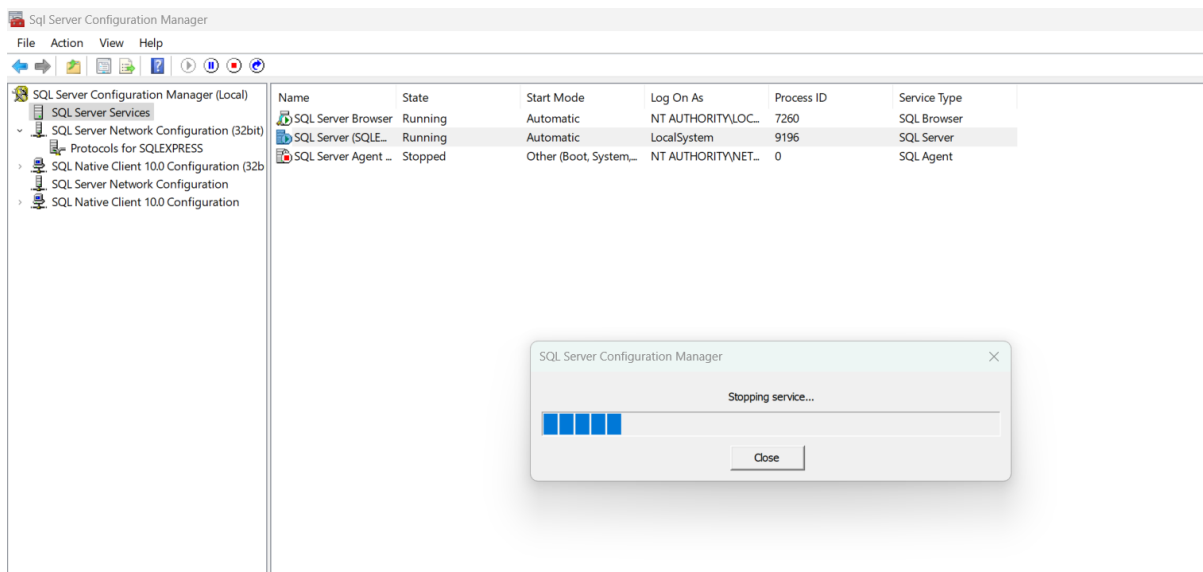 Sql Server Configuration Manager
File Action View Help
SQL Server Configuration Manager (Local)
SQL Server Services
SQL Server Network Configuration (32bit)
Protocols for SQLEXPRESS
SQL Native Client 10.0 Configuration (32b
SQL Server Network Configuration
SQL Native Client 10.0 Configuration
Name State Start Mode Log On As Process ID Service Type
SQL Server Browser Running Automatic NT AUTHORITY\LOC... 7260 SQL Browser
SQL Server (SQLE... Running Automatic LocalSystem 9196 SQL Server
SQL Server Agent ... Stopped Other (Boot, System,... NT AUTHORITY\NET... 0 SQL Agent
SQL Server Configuration Manager
Stopping service...
Close